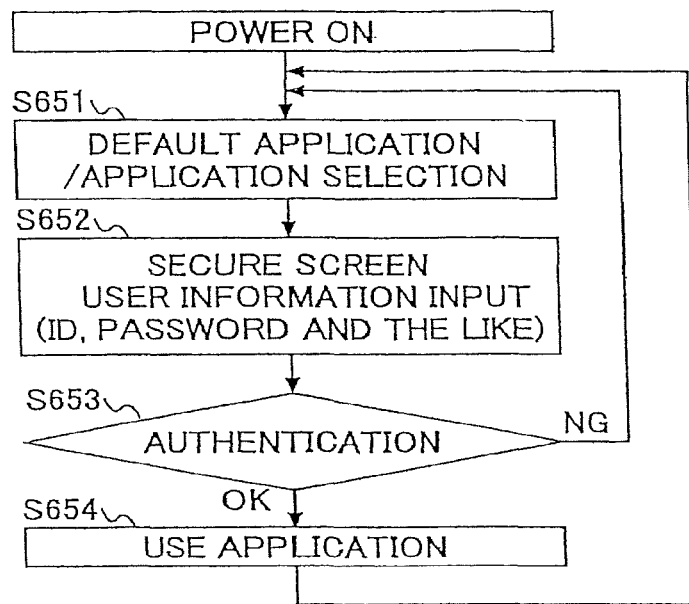 POWER ON
S651
DEFAULT APPLICATION
/APPLICATION SELECTION
S652
SECURE SCREEN
USER INFORMATION INPUT
(ID, PASSWORD AND THE LIKE)
S653
AUTHENTICATION
NG
OK
S654
USE APPLICATION